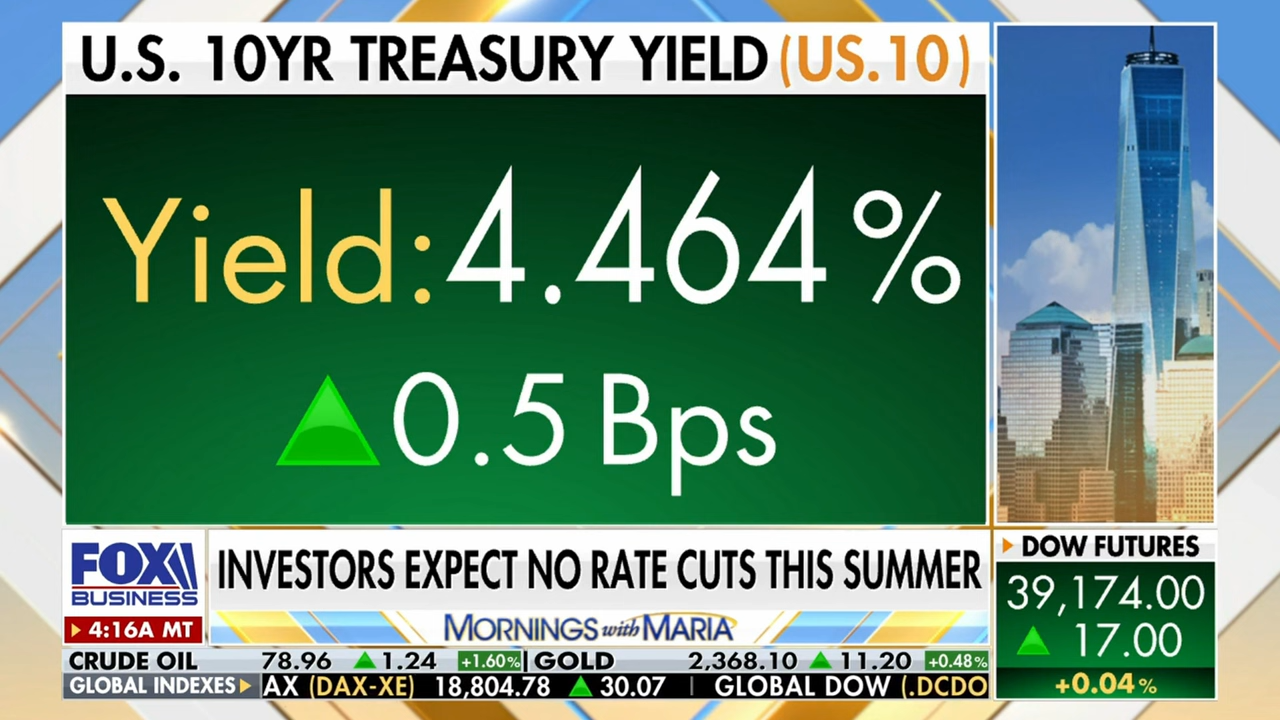 U.S. 10YR TREASURY YIELD (US.10)
Yield: 4.464%
0.5 Bps
FOX
BUSINESS
4:16A MT
INVESTORS EXPECT NO RATE CUTS THIS SUMMER
MORNINGS with MARIA
DOW FUTURES
39,174.00
17.00
+0.04%
CRUDE OIL 78.96 1.24 +1.60% GOLD 2,368.10 11.20 +0.48%
GLOBAL INDEXES AX (DAX-XE) 18,804.78 30.07 GLOBAL DOW (.DCDO